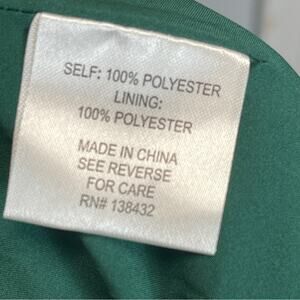 SELF: 100% POLYESTER
LINING:
100% POLYESTER
MADE IN CHINA
SEE REVERSE
FOR CARE
RN# 138432